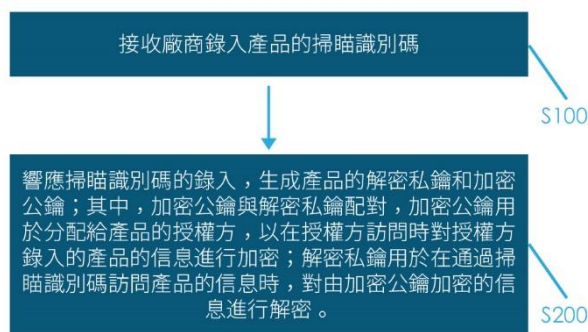 接收廠商錄入產品的掃瞄識別碼
S100
響應掃瞄識別碼的錄入，生成產品的解密私鑰和加密
公鑰；其中，加密公鑰與解密私鑰配對，加密公鑰用
於分配給產品的授權方，以在授權方訪問時對授權方
錄入的產品的信息進行加密；解密私鑰用於在通過掃
瞄識別碼訪問產品的信息時，對由加密公鑰加密的信
息進行解密。
S200